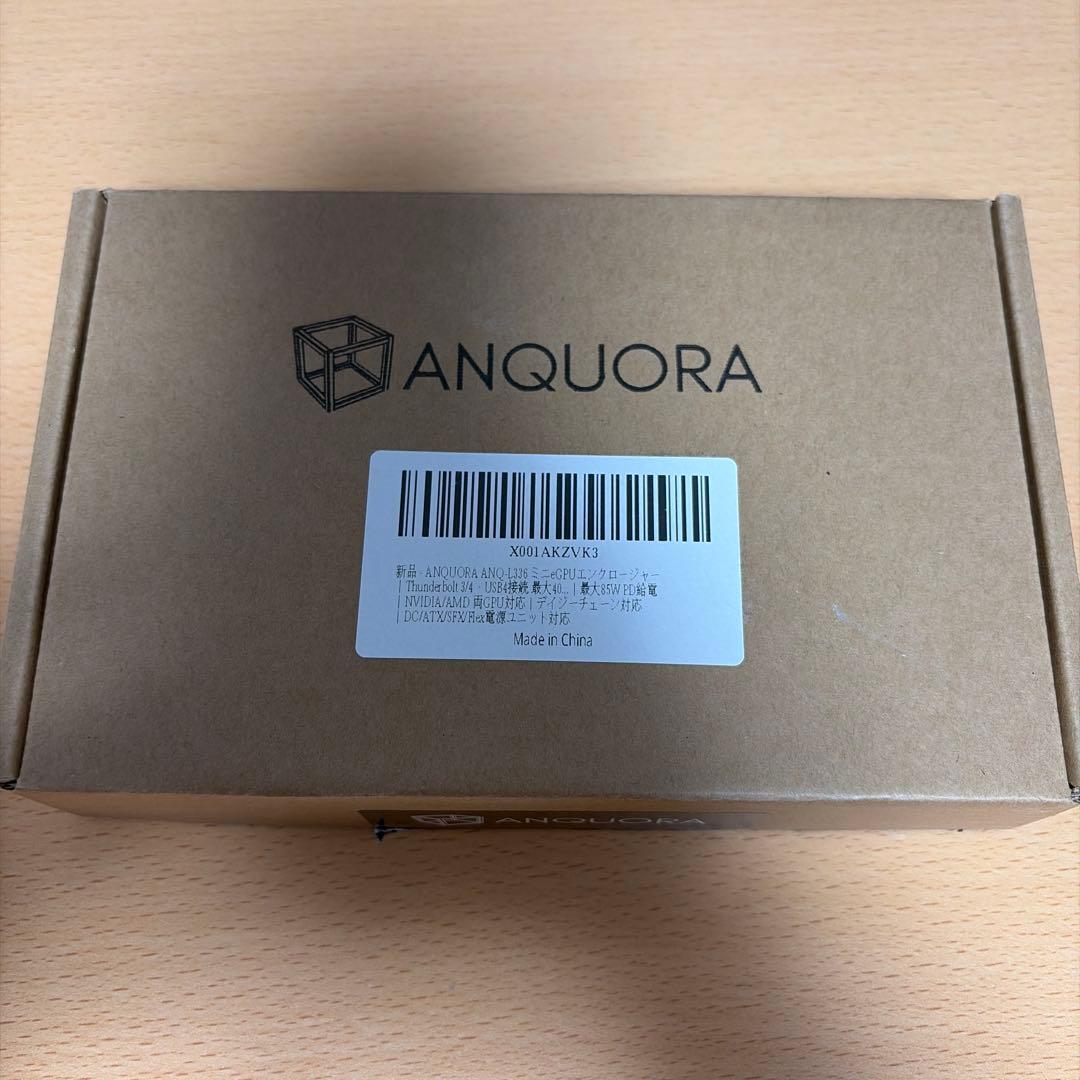 ANQUORA
X001AKZVK3
新品 - ANQUORA ANQ-L336 ミニeGPUエンクロージャー
| Thunderbolt 3/4・USB4接続 最大40... | 最大85W PD給電
| NVIDIA/AMD 両GPU対応 | デイジーチェーン対応
| DC/ATX/SFX/Flex電源ユニット対応
Made in China
ANQUORA